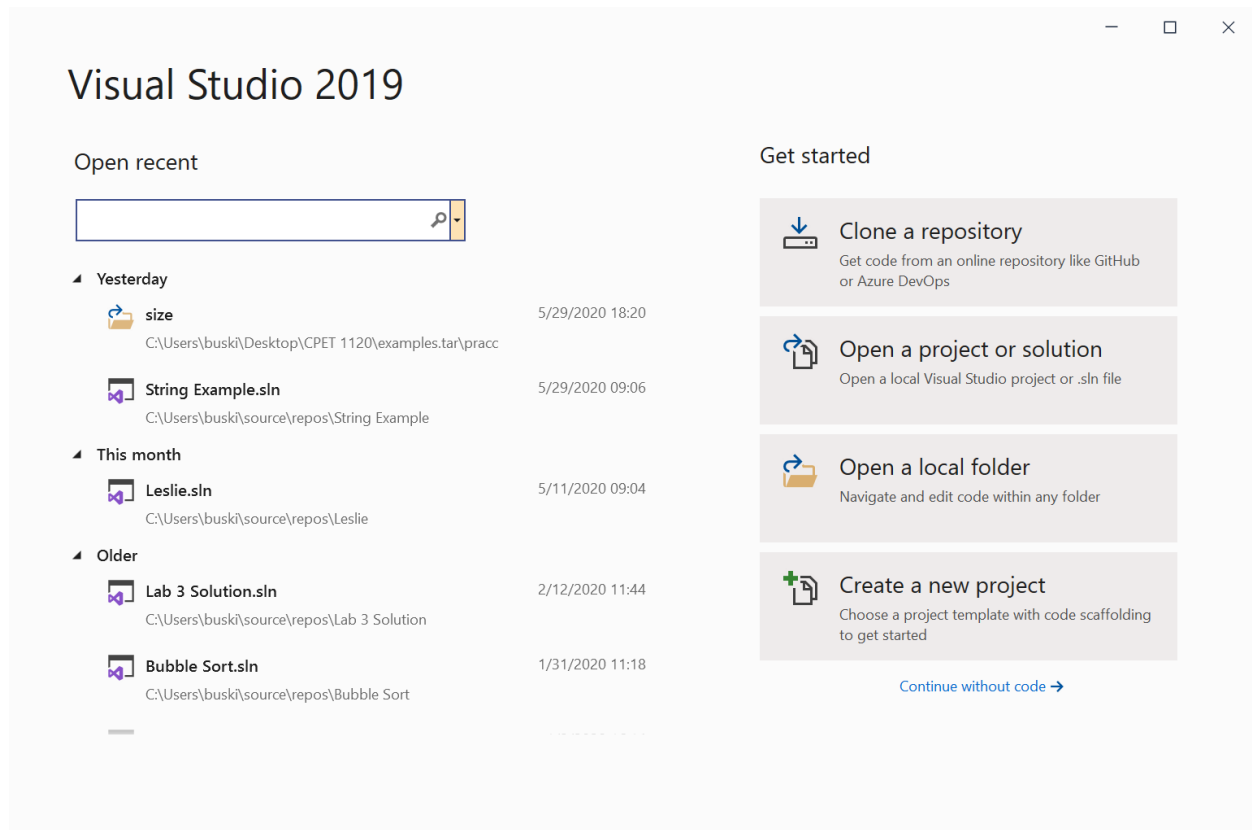 Visual Studio 2019
Open recent
Yesterday
size 5/29/2020 18:20
C:\Users\buski\Desktop\CPET 1120\examples.tar\pracc
String Example.sln 5/29/2020 09:06
C:\Users\buski\source\repos\String Example
This month
Leslie.sln 5/11/2020 09:04
C:\Users\buski\source\repos\Leslie
Older
Lab 3 Solution.sln 2/12/2020 11:44
C:\Users\buski\source\repos\Lab 3 Solution
Bubble Sort.sln 1/31/2020 11:18
C:\Users\buski\source\repos\Bubble Sort
Get started
Clone a repository
Get code from an online repository like GitHub
or Azure DevOps
Open a project or solution
Open a local Visual Studio project or .sln file
Open a local folder
Navigate and edit code within any folder
Create a new project
Choose a project template with code scaffolding
to get started
Continue without code